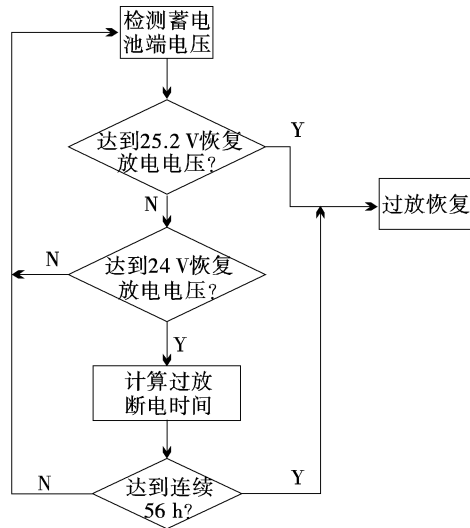 检测蓄电
池端电压
达到25.2 V恢复
放电电压?
Y
过放恢复
N
达到24 V恢复
放电电压?
N
Y
计算过放
断电时间
达到连续
56 h?
N
Y